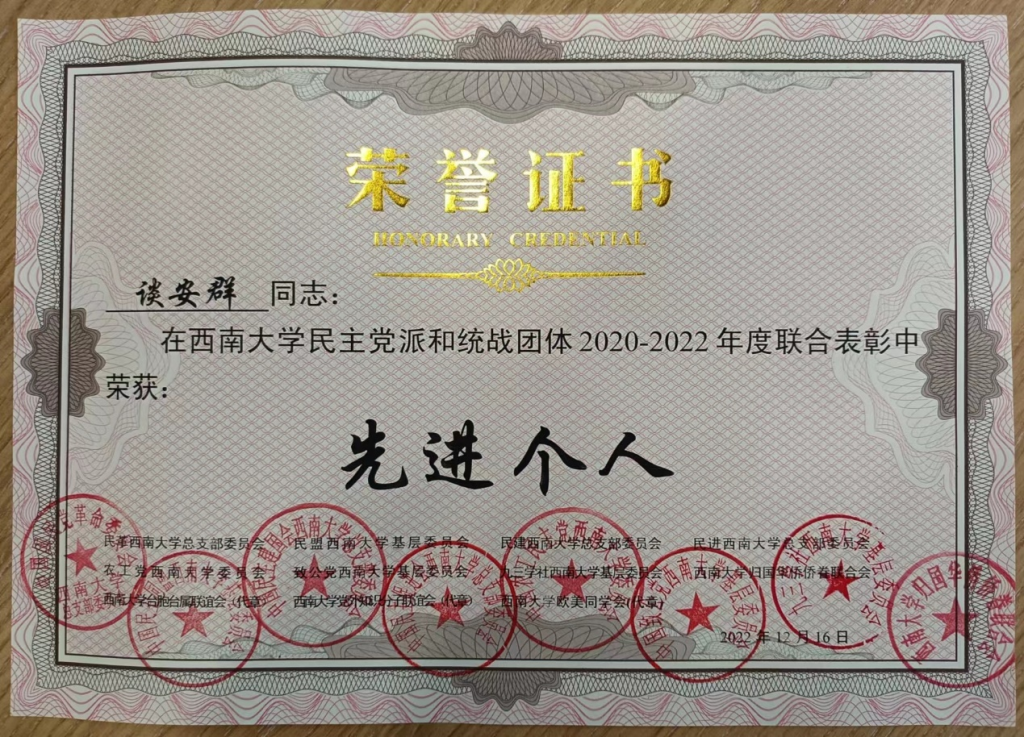 荣誉证书
HONORARY CREDENTIAL
谈安群 同志：
在西南大学民主党派和统战团体 2020-2022 年度联合表彰中
荣获：
先进个人
民革西南大学总支部委员会 民盟西南大学基层委员会 民建西南大学总支部委员会 民进西南大学总支部委员会
农工党西南大学委员会 致公党西南大学基层委员会 九三学社西南大学基层委员会 西南大学归国华侨侨眷联合会
西南大学台胞台属联谊会（代章） 西南大学党外知识分子联谊会（代章） 西南大学欧美同学会(代章)
2022 年 12 月 16 日